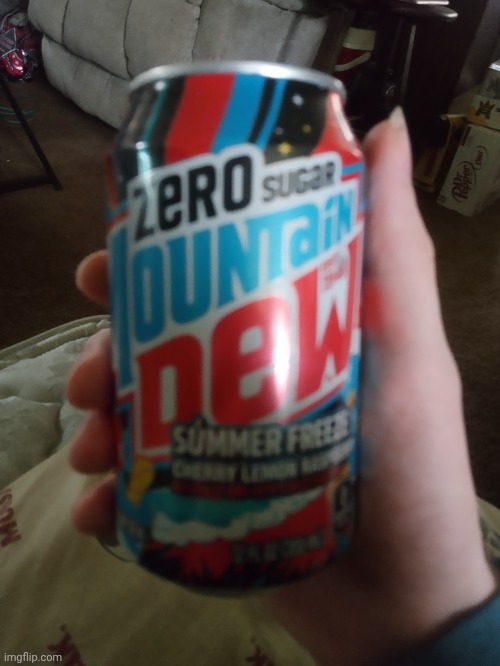 ZERO SUGAR
MOUNTAIN
DEW
SUMMER FREEZE
CHERRY LEMON
Dr Pepper
imgflip.com